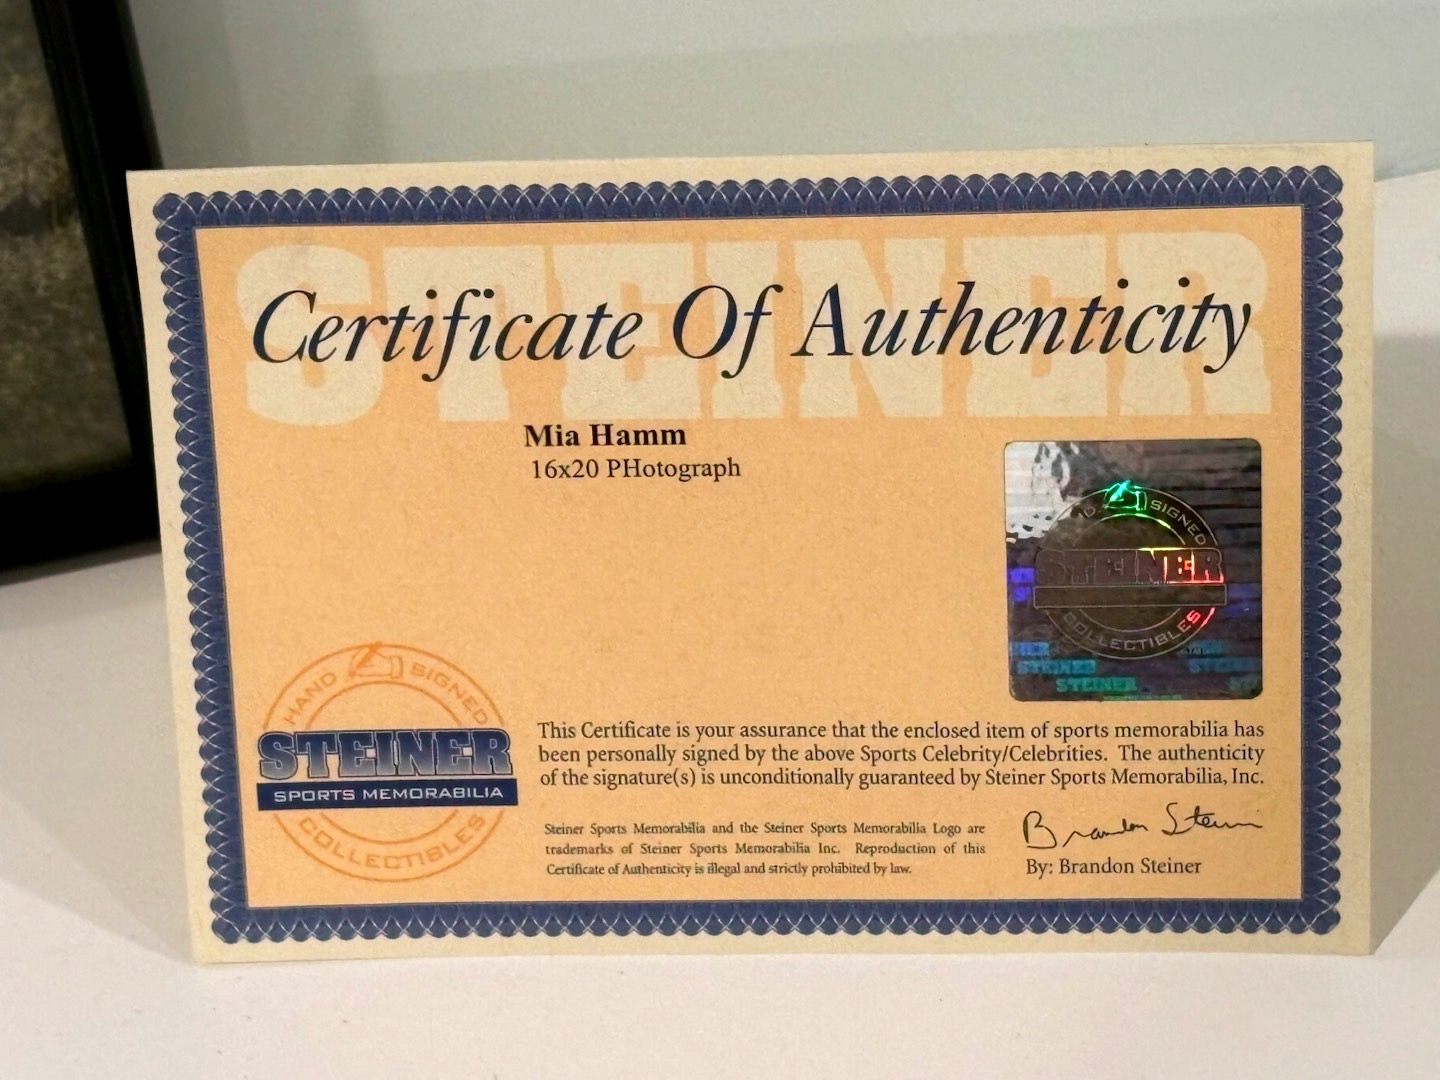 STEINER
Certificate Of Authenticity
Mia Hamm
16x20 PHotograph
SIGNED
STEINER
COLLECTIBLES
STEINER
STEINER
STEINER
HAND SIGNED
STEINER
SPORTS MEMORABILIA
COLLECTIBLES
This Certificate is your assurance that the enclosed item of sports memorabilia has
been personally signed by the above Sports Celebrity/Celebrities. The authenticity
of the signature(s) is unconditionally guaranteed by Steiner Sports Memorabilia, Inc.
Steiner Sports Memorabilia and the Steiner Sports Memorabilia Logo are
trademarks of Steiner Sports Memorabilia Inc. Reproduction of this
Certificate of Authenticity is illegal and strictly prohibited by law.
Brandon Steiner
By: Brandon Steiner